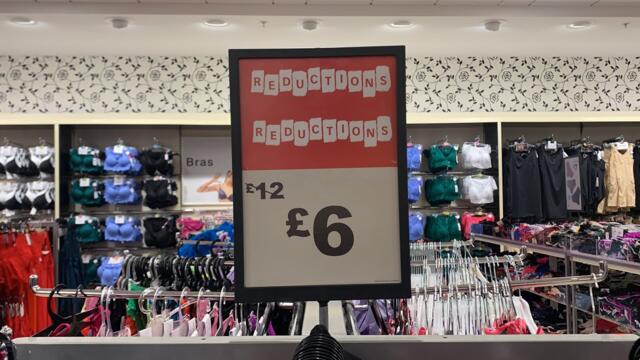 REDUCTIONS
REDUCTIONS
£12
£6
Bras